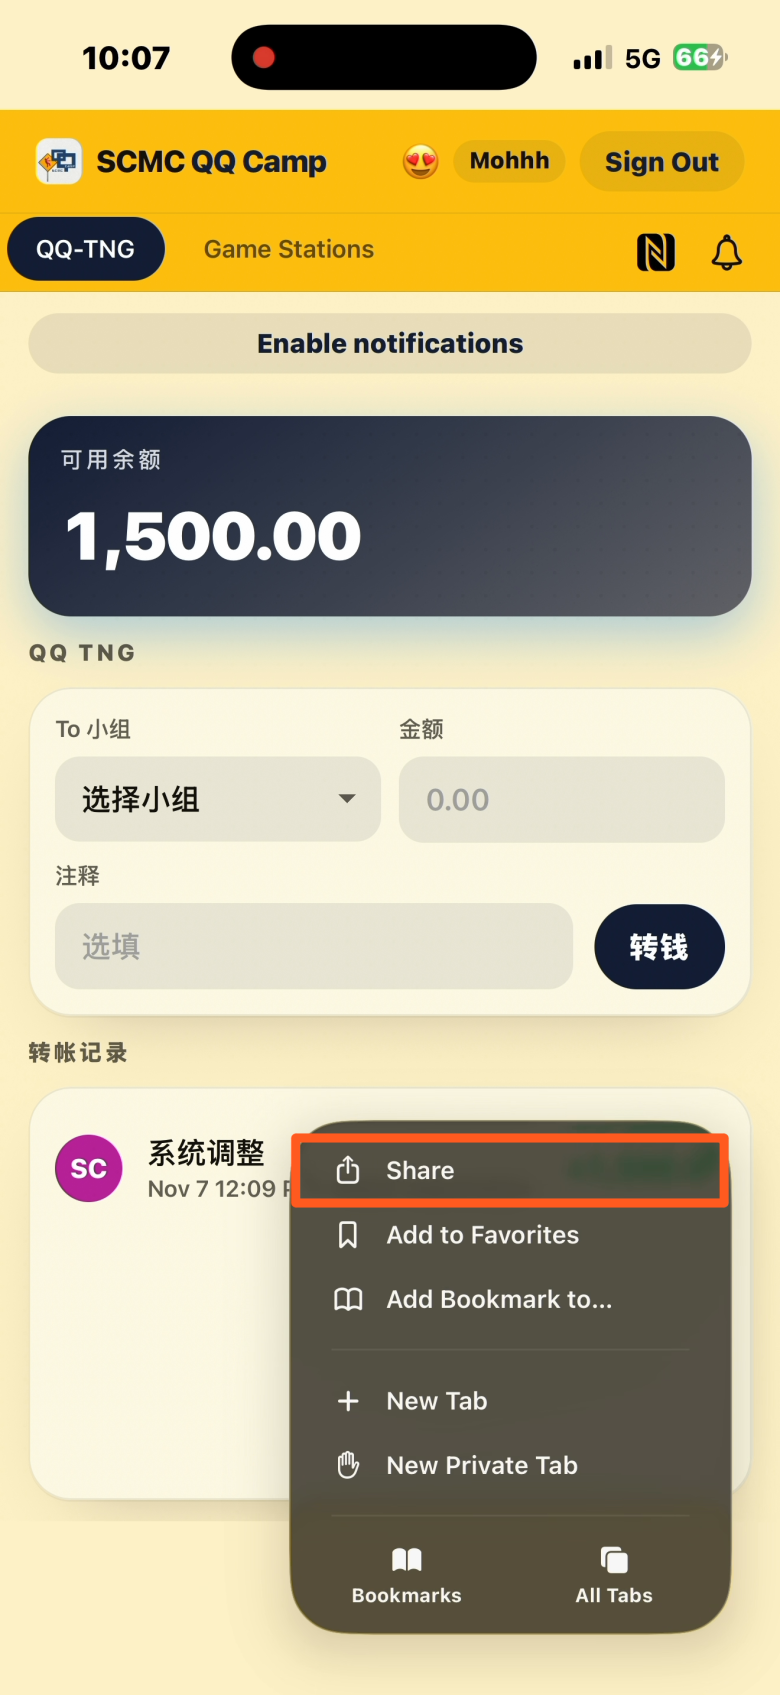 10:07
5G
66
SCMC QQ Camp
Mohhh
Sign Out
QQ-TNG
Game Stations
Enable notifications
可用余额
1,500.00
QQ TNG
To 小组
金额
选择小组
0.00
注释
选填
转钱
转帐记录
SC
系统调整
Nov 7 12:09
Share
Add to Favorites
Add Bookmark to...
New Tab
New Private Tab
Bookmarks
All Tabs